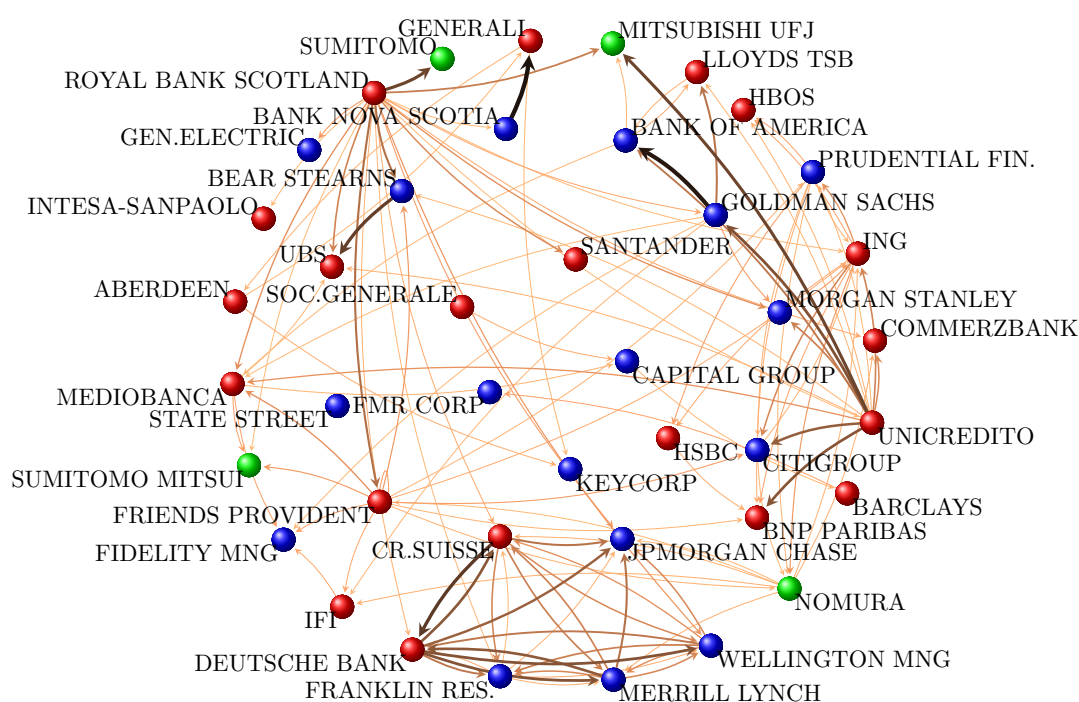 GENERALI
MITSUBISHI UFJ
SUMITOMO
LLOYDS TSB
ROYAL BANK SCOTLAND
HBOS
BANK NOVA SCOTIA
BANK OF AMERICA
GEN.ELECTRIC
PRUDENTIAL FIN.
BEAR STEARNS
GOLDMAN SACHS
INTESA-SANPAOLO
ING
SANTANDER
UBS
ABERDEEN
SOC.GENERALE
MORGAN STANLEY
COMMERZBANK
CAPITAL GROUP
MEDIOBANCA
FMR CORP
STATE STREET
UNICREDITO
HSBC
CITIGROUP
SUMITOMO MITSUI
KEYCORP
BARCLAYS
FRIENDS PROVIDENT
BNP PARIBAS
CR.SUISSE
JPMORGAN CHASE
FIDELITY MNG
NOMURA
IFI
DEUTSCHE BANK
WELLINGTON MNG
FRANKLIN RES.
MERRILL LYNCH